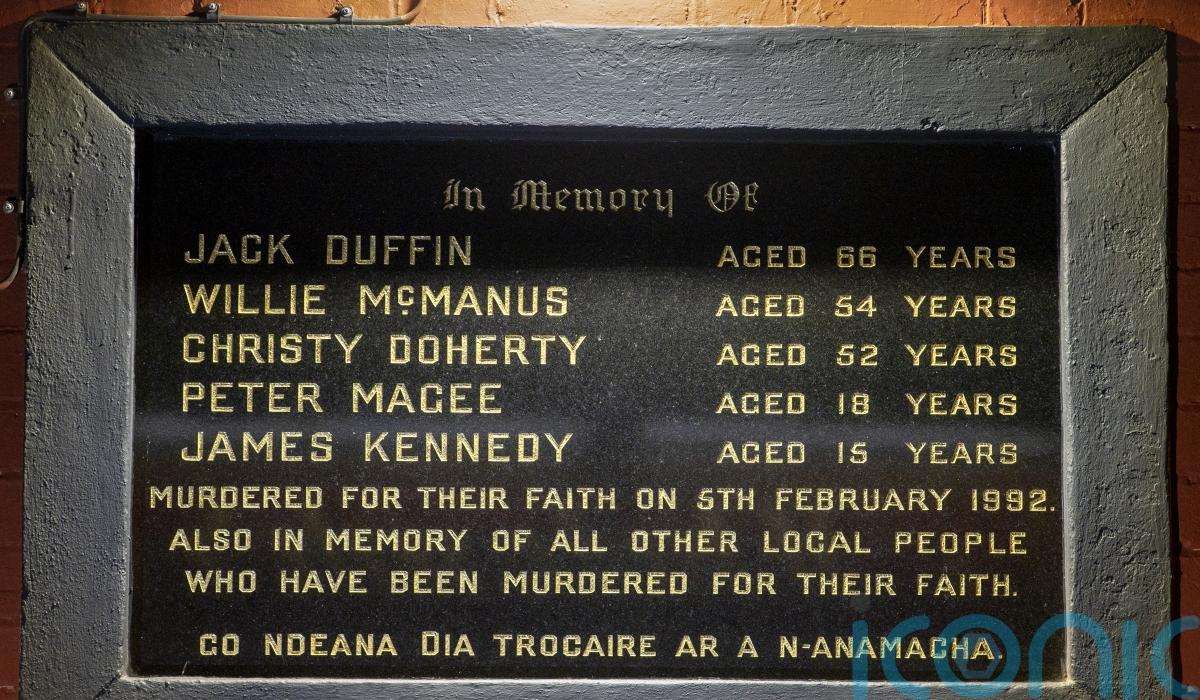 In Memory Of
JACK DUFFIN AGED 66 YEARS
WILLIE McMANUS AGED 54 YEARS
CHRISTY DOHERTY AGED 52 YEARS
PETER MAGEE AGED 18 YEARS
JAMES KENNEDY AGED 15 YEARS
MURDERED FOR THEIR FAITH ON 5TH FEBRUARY 1992.
ALSO IN MEMORY OF ALL OTHER LOCAL PEOPLE
WHO HAVE BEEN MURDERED FOR THEIR FAITH.
GO NDEANA DIA TROCAIRE AR A N-ANAMACHA.
iconic